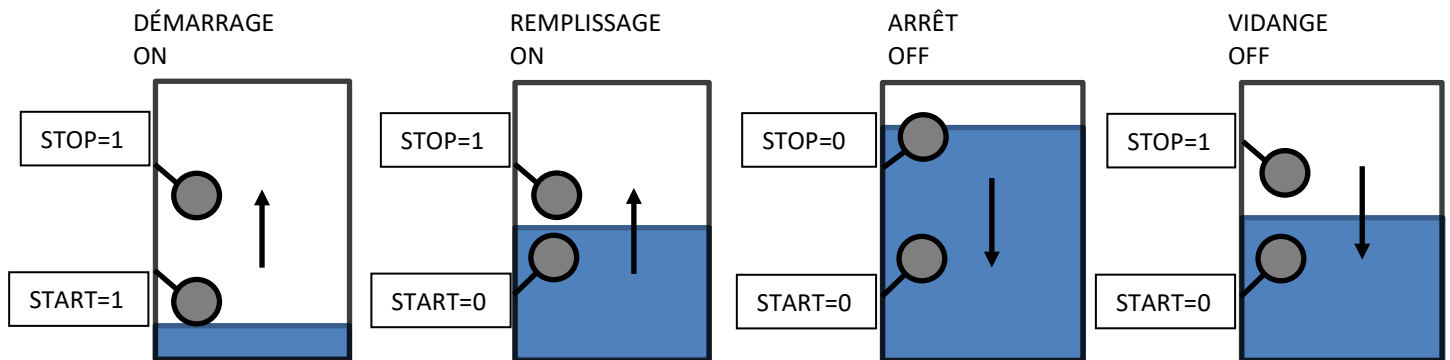 DÉMARRAGE
ON
STOP=1
START=1
REMPLISSAGE
ON
STOP=1
START=0
ARRÊT
OFF
STOP=0
START=0
VIDANGE
OFF
STOP=1
START=0